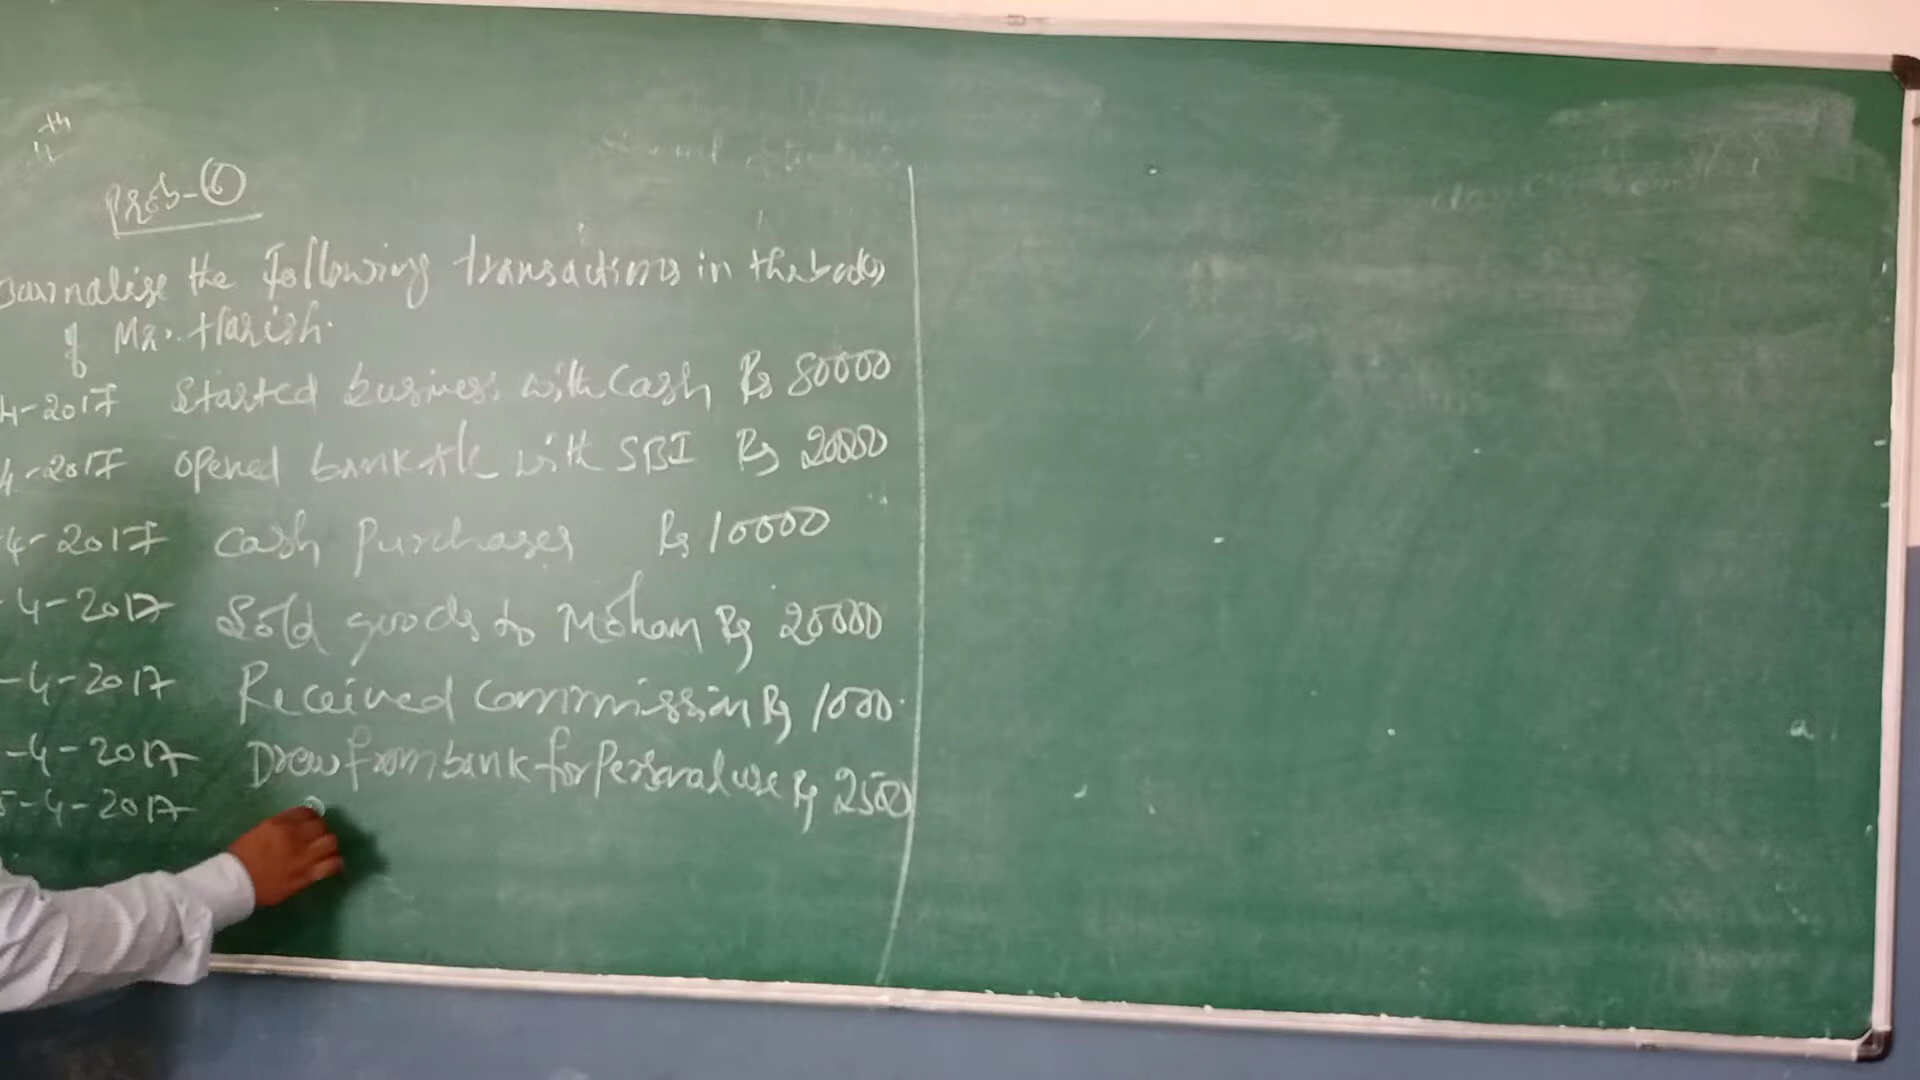 Prob-6
Journalise the following transactions in the books
of Mr. Harish.
4-2017 Started business with cash Rs 80000
4-2017 opened bank A/c with SBI Rs 20000
-4-2017 cash purchases Rs 10000
-4-2017 Sold goods to Mohan Rs 20000
-4-2017 Received commission Rs 1000.
-4-2017 Drew from bank for Personal use Rs 2500
5-4-2017